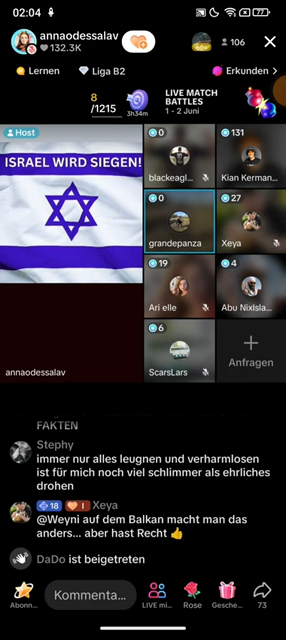 02:04
77
annaodessalav
132.3K
60+
106
Lernen
Liga B2
Erkunden
8
/1215
3h34m
LIVE MATCH
BATTLES
1 - 2 Juni
Host
ISRAEL WIRD SIEGEN!
annaodessalav
0
blackeagl...
131
Kian Kerman...
0
grandepanza
27
Xeya
19
Ari elle
4
Abu NixIsla...
6
ScarsLars
Anfragen
FAKTEN
Stephy
immer nur alles leugnen und verharmlosen
ist für mich noch viel schlimmer als ehrliches
drohen
18 1 Xeya
@Weyni auf dem Balkan macht man das
anders... aber hast Recht 👍
DaDo ist beigetreten
Abonn...
Kommenta...
LIVE mi...
Rose
Gesche...
73